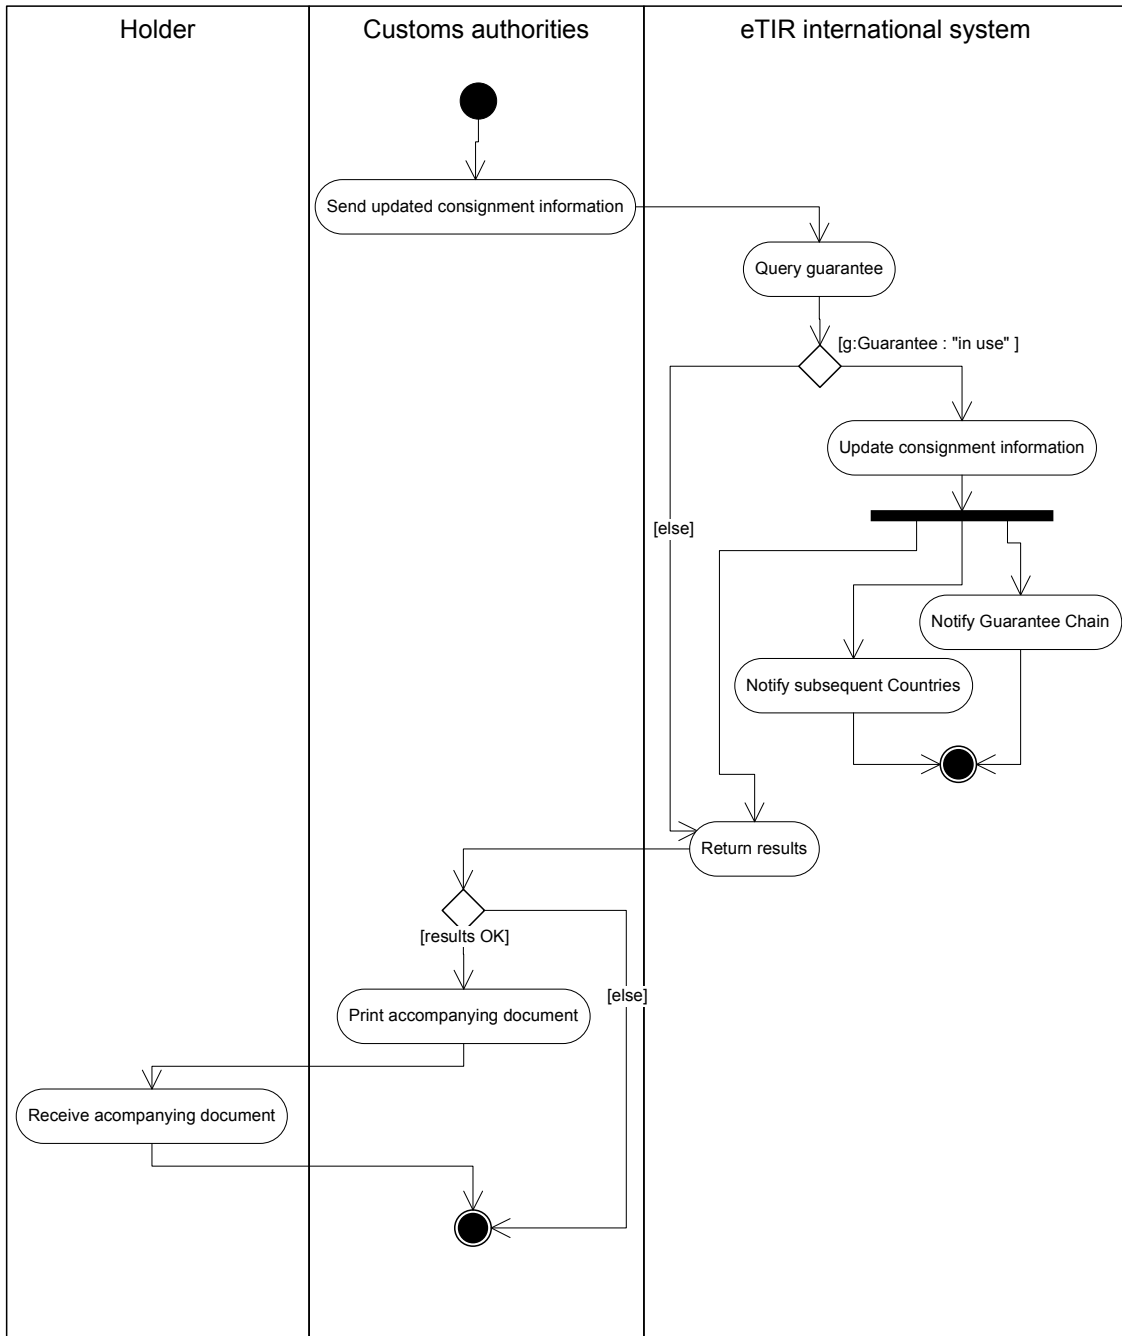 Holder
Customs authorities
eTIR international system
Send updated consignment information
Query guarantee
[g:Guarantee : "in use" ]
Update consignment information
[else]
Notify Guarantee Chain
Notify subsequent Countries
Return results
[results OK]
[else]
Print accompanying document
Receive acompanying document